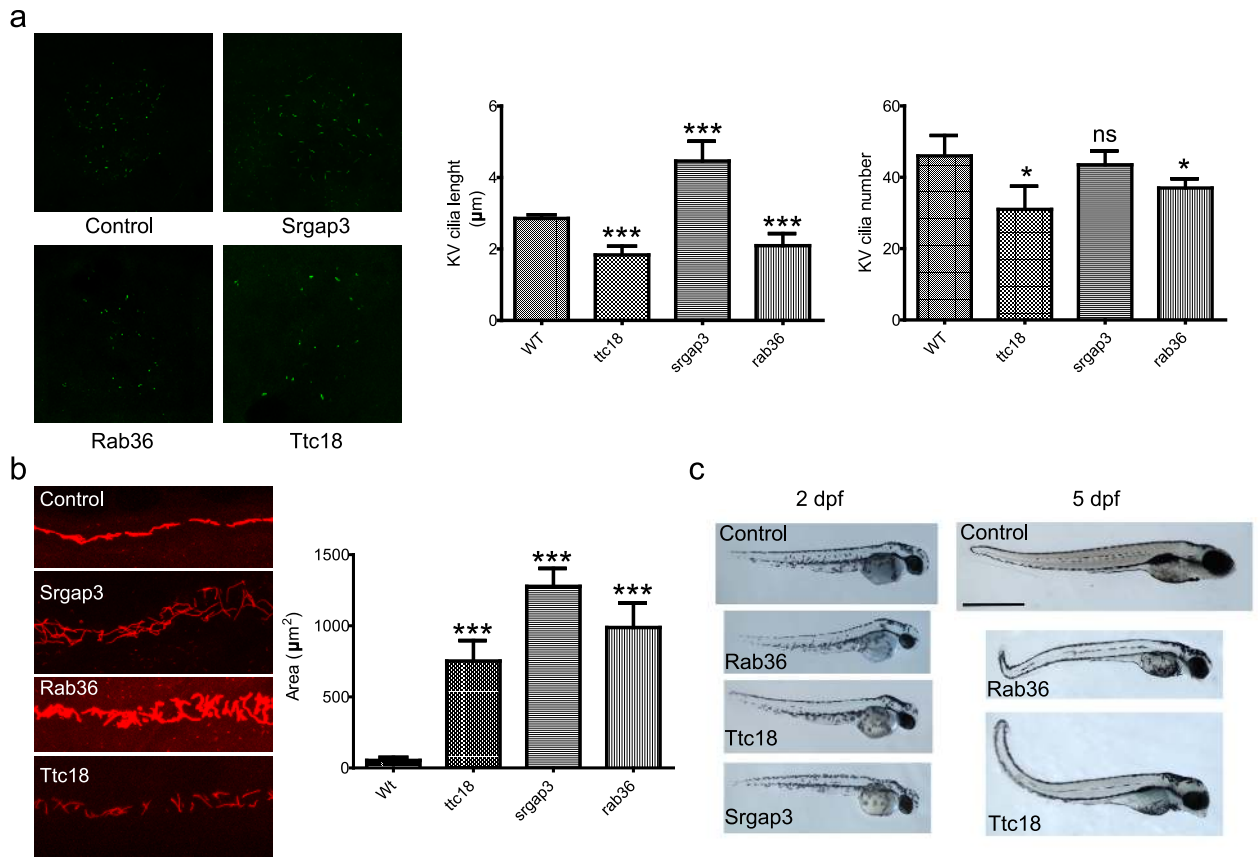 a
Control
Srgap3
Rab36
Ttc18
KV cilia lenght
(µm)
6
4
2
0
***
***
***
WT
ttc18
srgap3
rab36
KV cilia number
60
40
20
0
*
ns
*
WT
ttc18
srgap3
rab36
b
Control
Srgap3
Rab36
Ttc18
Area (µm²)
1500
1000
500
0
***
***
***
Wt
ttc18
srgap3
rab36
c
2 dpf
5 dpf
Control
Rab36
Ttc18
Srgap3
Control
Rab36
Ttc18